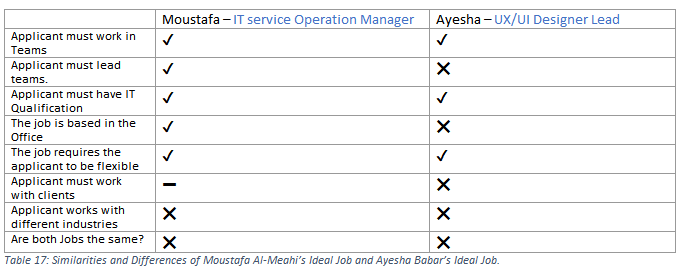 Moustafa – IT service Operation Manager Ayesha – UX/UI Designer Lead
Applicant must work in
Teams ✓ ✓
Applicant must lead
teams. ✓ ✗
Applicant must have IT
Qualification ✓ ✓
The job is based in the
Office ✓ ✗
The job requires the
applicant to be flexible ✓ ✓
Applicant must work
with clients – ✗
Applicant works with
different industries ✗ ✗
Are both Jobs the same? ✗ ✗
Table 17: Similarities and Differences of Moustafa Al-Meahi's Ideal Job and Ayesha Babar's Ideal Job.